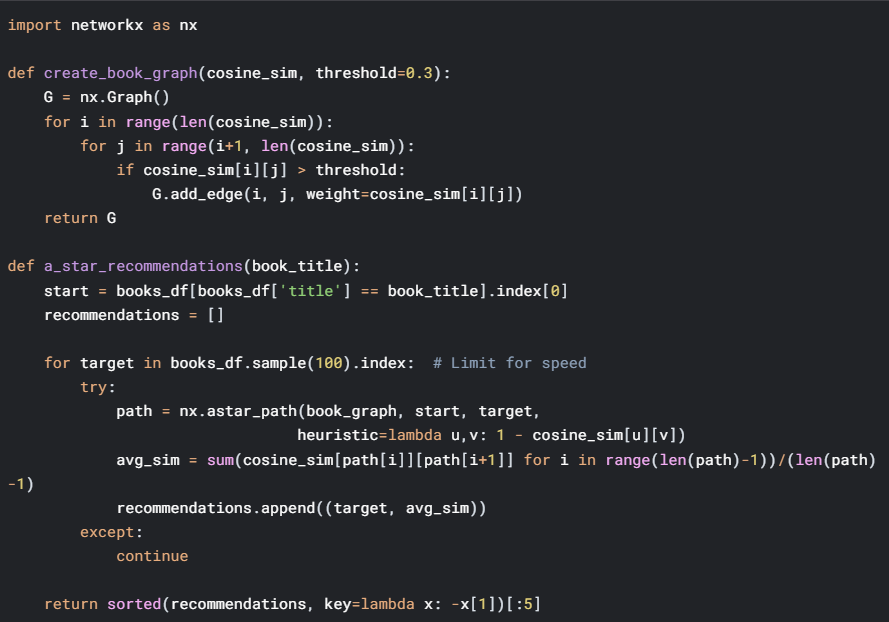 import networkx as nx
def create_book_graph(cosine_sim, threshold=0.3):
    G = nx.Graph()
    for i in range(len(cosine_sim)):
        for j in range(i+1, len(cosine_sim)):
            if cosine_sim[i][j] > threshold:
                G.add_edge(i, j, weight=cosine_sim[i][j])
    return G
def a_star_recommendations(book_title):
    start = books_df[books_df['title'] == book_title].index[0]
    recommendations = []
    for target in books_df.sample(100).index:  # Limit for speed
        try:
            path = nx.astar_path(book_graph, start, target,
                                heuristic=lambda u,v: 1 - cosine_sim[u][v])
            avg_sim = sum(cosine_sim[path[i]][path[i+1]] for i in range(len(path)-1))/(len(path)
-1)
            recommendations.append((target, avg_sim))
        except:
            continue
    return sorted(recommendations, key=lambda x: -x[1])[:5]